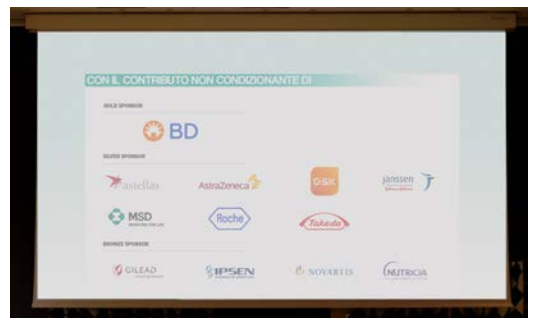 CON IL CONTRIBUTO NON CONDIZIONANTE DI
GOLD SPONSOR
BD
SILVER SPONSOR
astellas
AstraZeneca
GSK
janssen
MSD
Roche
Takeda
BRONZE SPONSOR
GILEAD
IPSEN
NOVARTIS
NUTRICIA